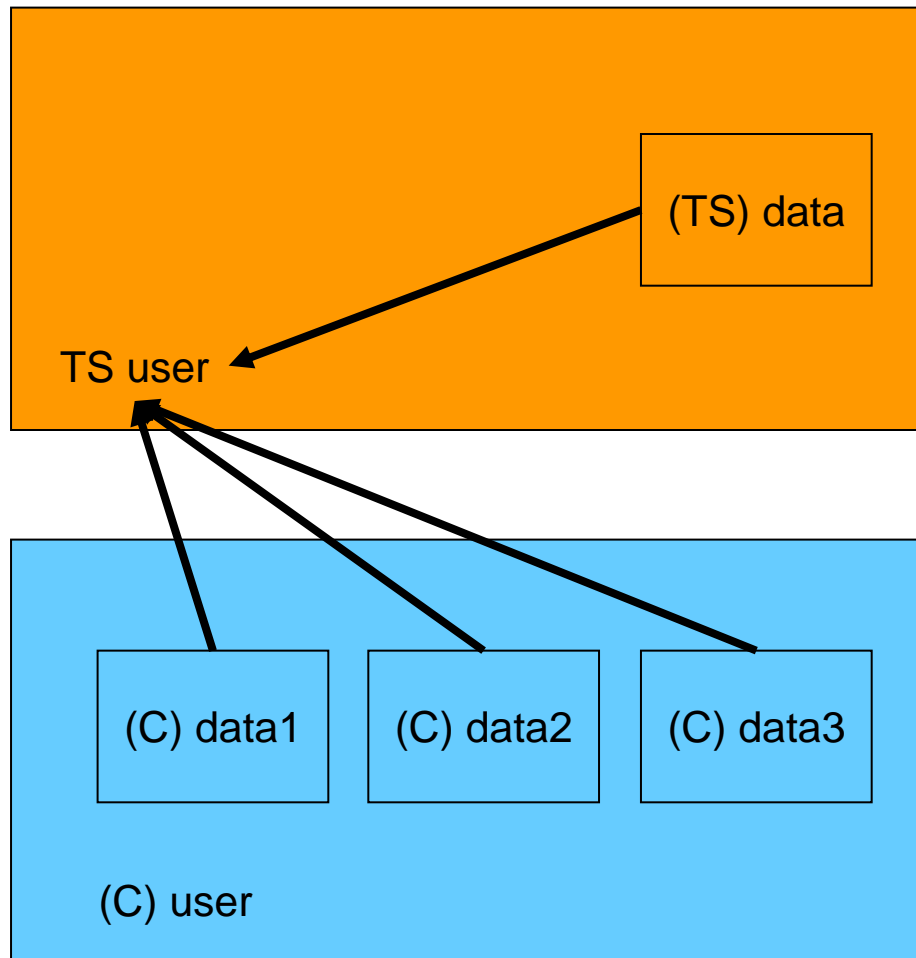 (TS) data
TS user
(C) data1
(C) data2
(C) data3
(C) user